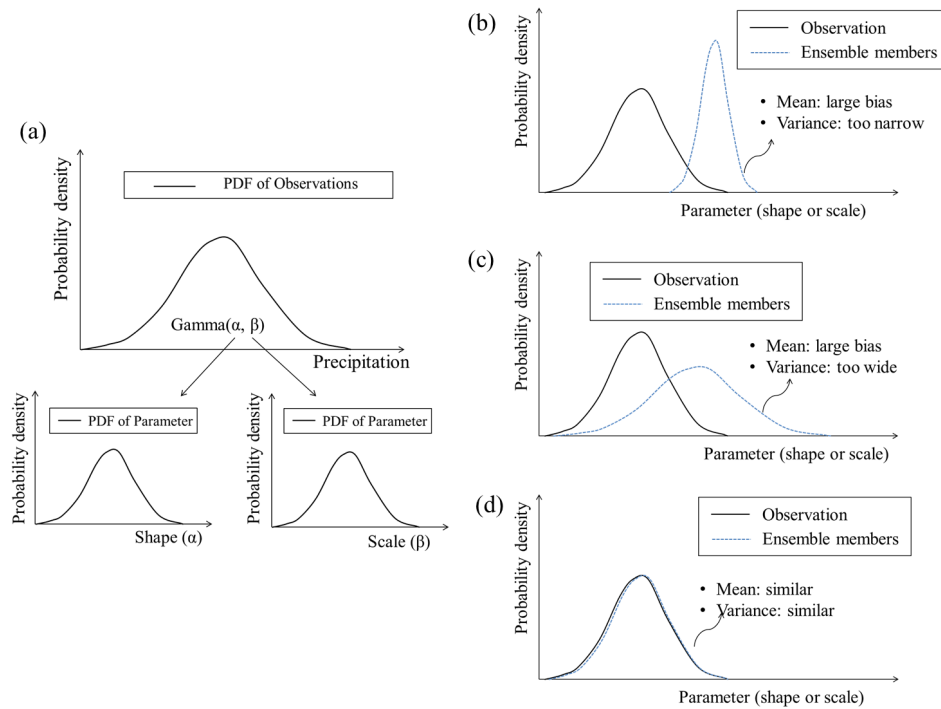 (a)
Probability density
PDF of Observations
Gamma(α, β)
Precipitation
Probability density
PDF of Parameter
Shape (α)
Probability density
PDF of Parameter
Scale (β)
(b)
Probability density
Observation
Ensemble members
• Mean: large bias
• Variance: too narrow
Parameter (shape or scale)
(c)
Probability density
Observation
Ensemble members
• Mean: large bias
• Variance: too wide
Parameter (shape or scale)
(d)
Probability density
Observation
Ensemble members
• Mean: similar
• Variance: similar
Parameter (shape or scale)